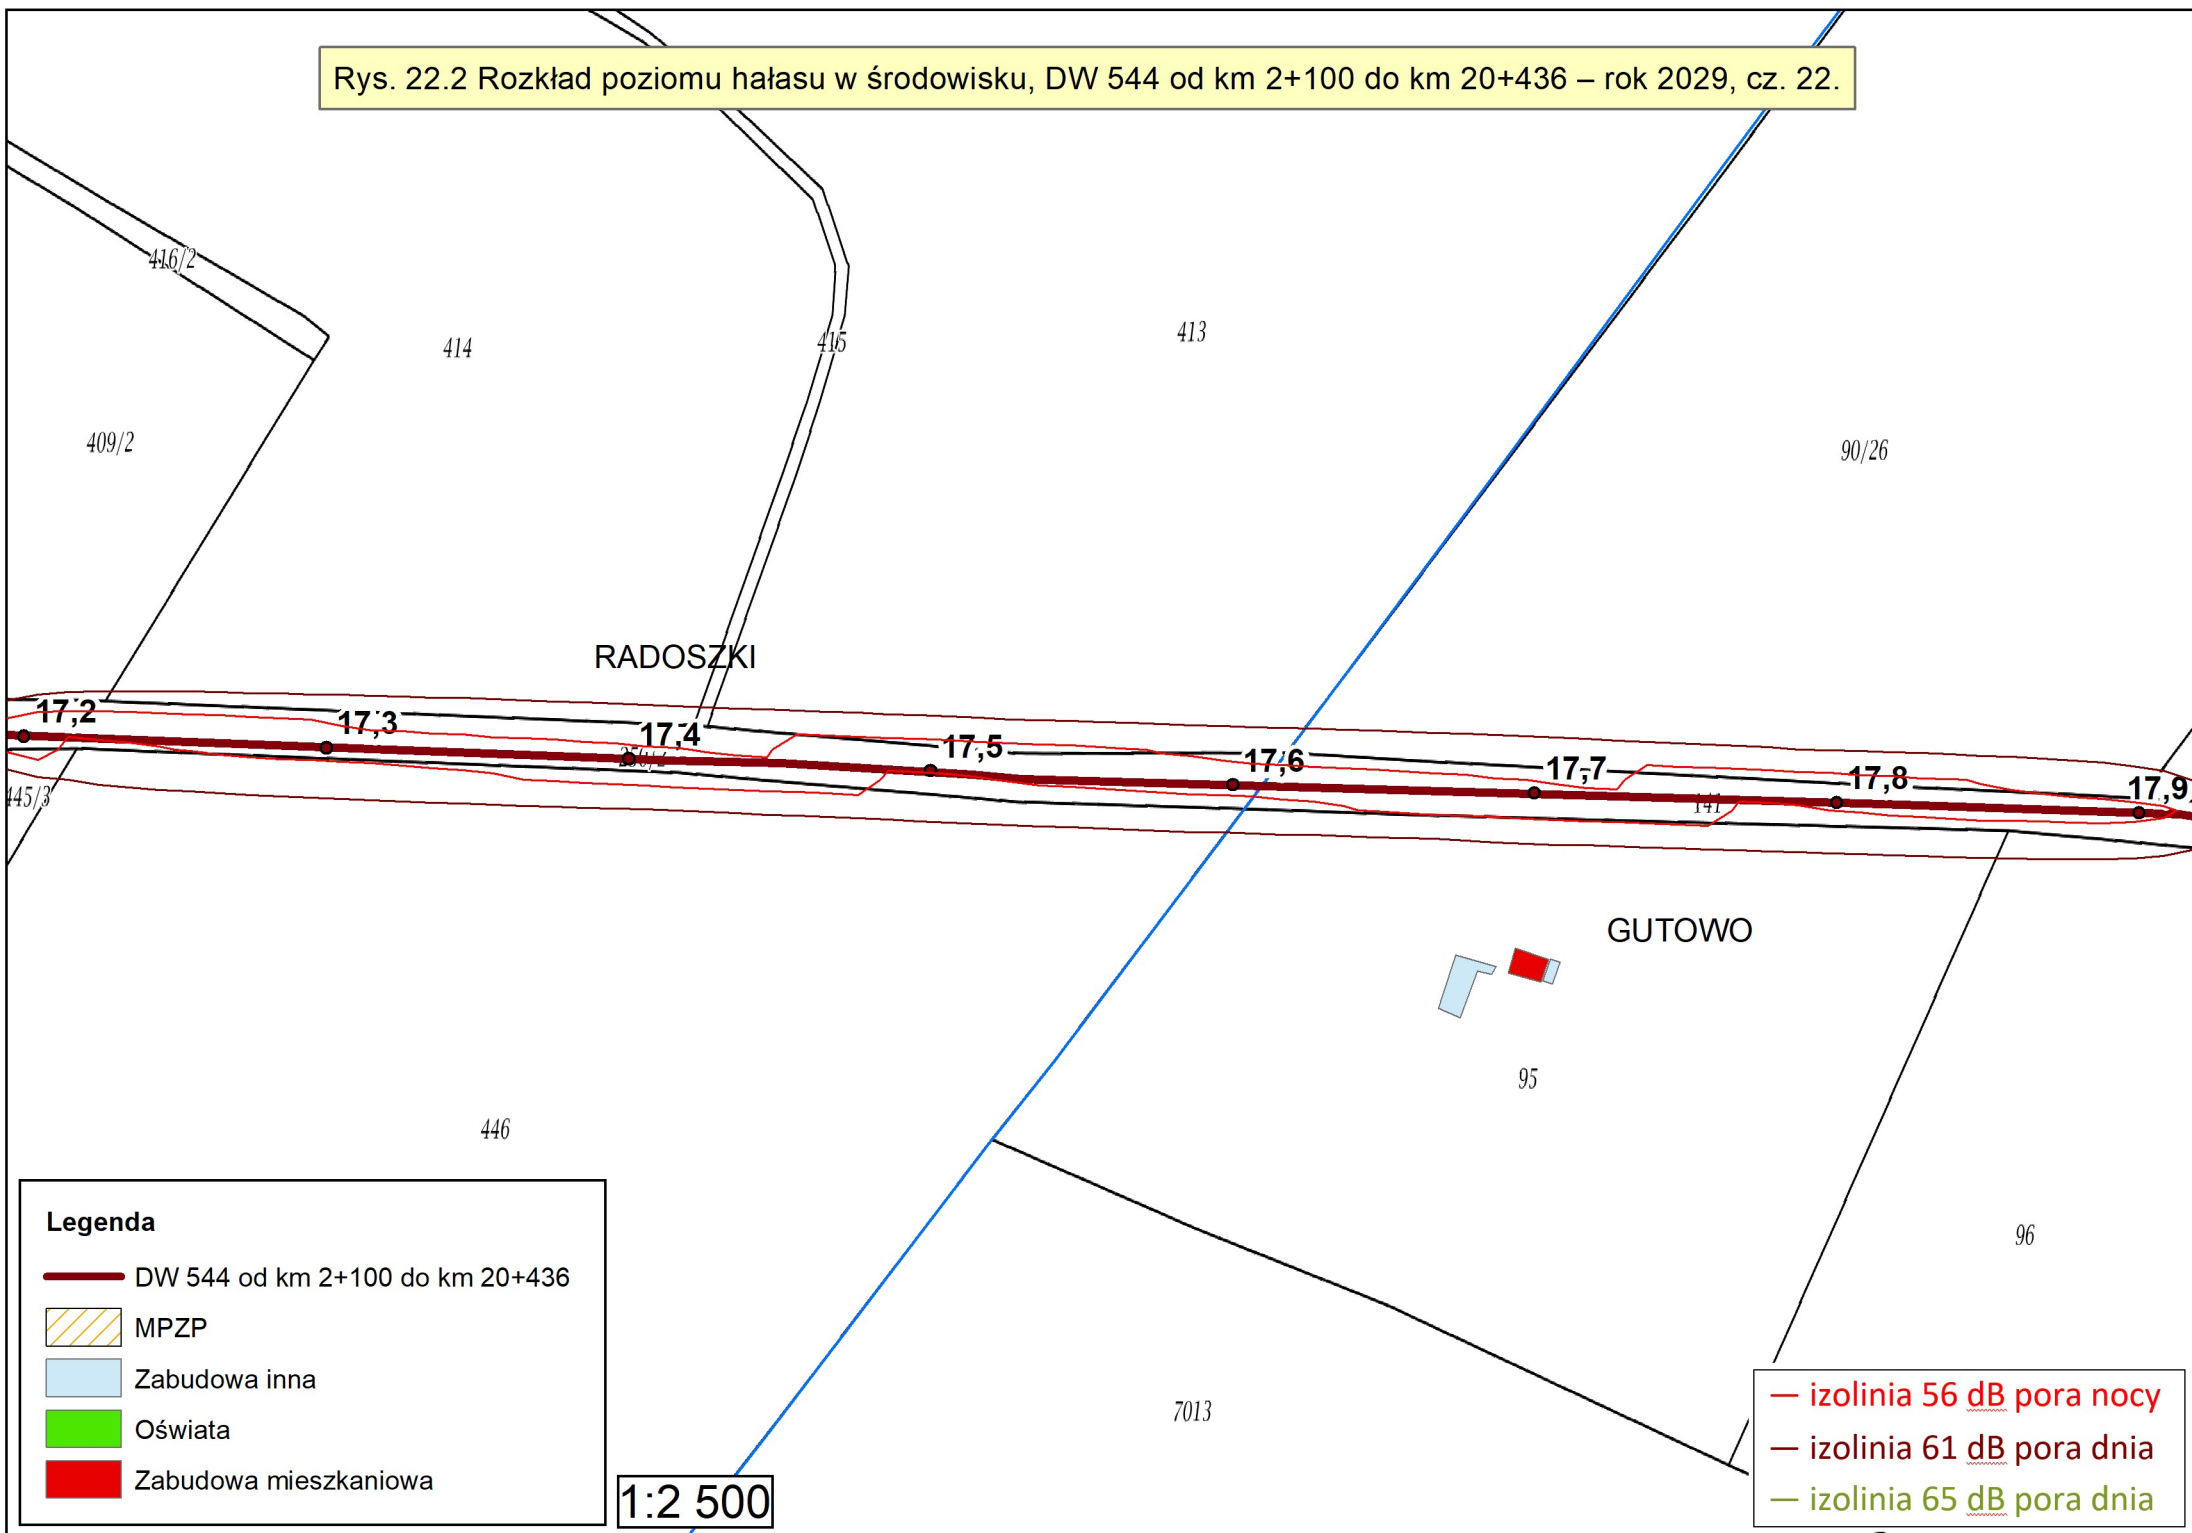 Rys. 22.2 Rozkład poziomu hałasu w środowisku, DW 544 od km 2+100 do km 20+436 – rok 2029, cz. 22.
416/2
414
415
413
409/2
90/26
RADOSZKI
17,2
17,3
17,4
17,5
17,6
17,7
17,8
17,9
445/3
141
GUTOWO
95
446
96
7013
Legenda
DW 544 od km 2+100 do km 20+436
MPZP
Zabudowa inna
Oświata
Zabudowa mieszkaniowa
1:2 500
izolinia 56 dB pora nocy
izolinia 61 dB pora dnia
izolinia 65 dB pora dnia